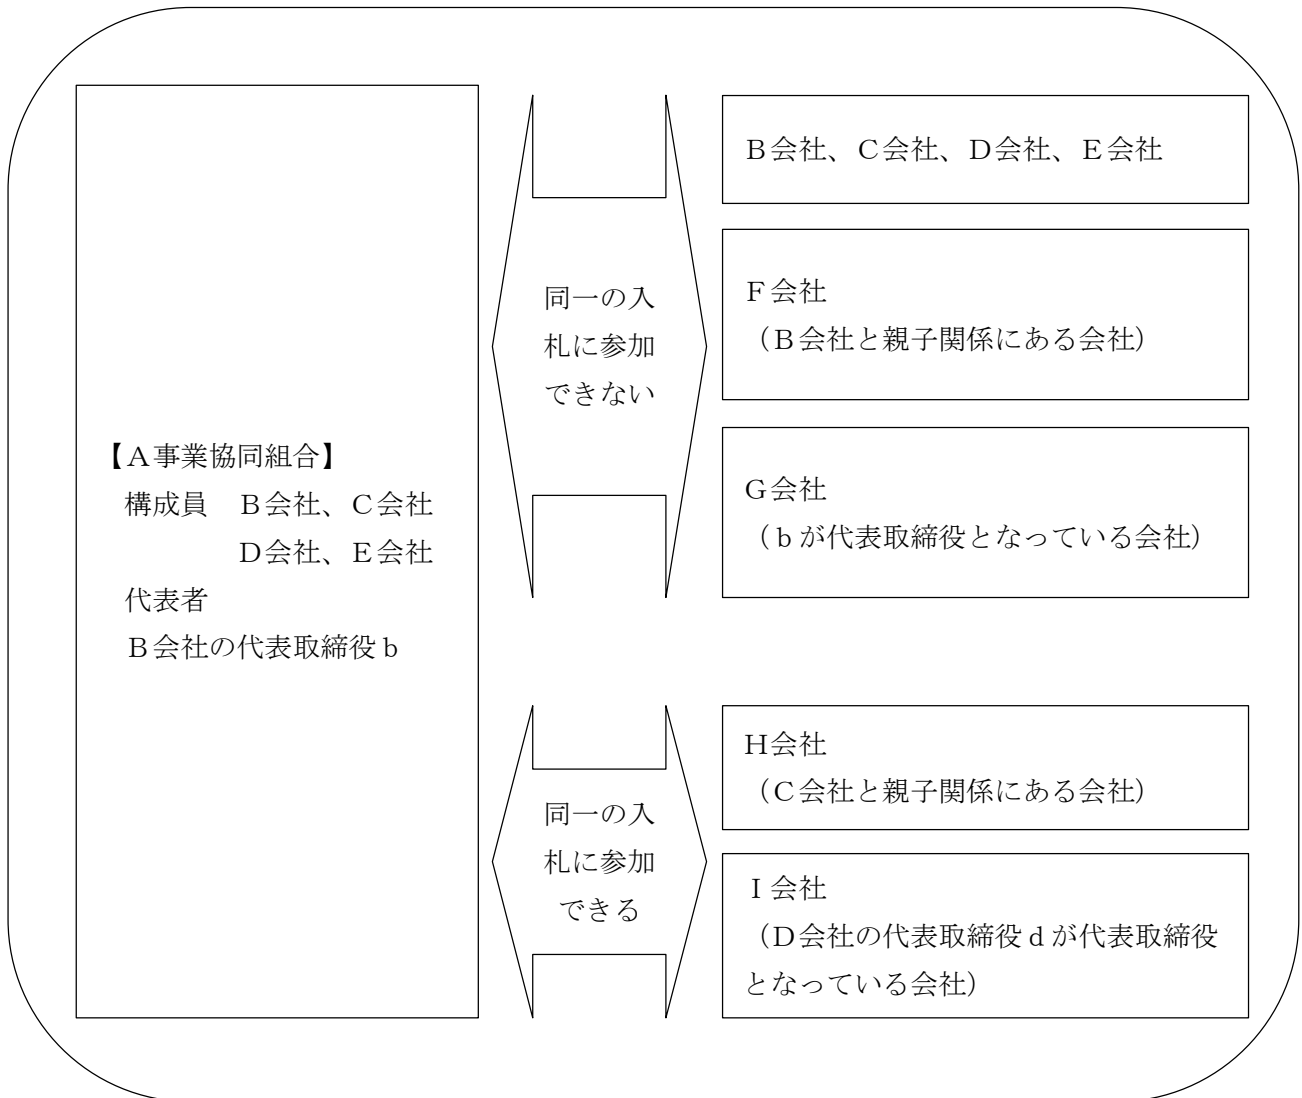 【Ａ事業協同組合】
構成員　Ｂ会社、Ｃ会社
Ｄ会社、Ｅ会社
代表者
Ｂ会社の代表取締役ｂ
同一の入
札に参加
できない
Ｂ会社、Ｃ会社、Ｄ会社、Ｅ会社
Ｆ会社
（Ｂ会社と親子関係にある会社）
Ｇ会社
（ｂが代表取締役となっている会社）
同一の入
札に参加
できる
Ｈ会社
（Ｃ会社と親子関係にある会社）
Ｉ会社
（Ｄ会社の代表取締役ｄが代表取締役
となっている会社）